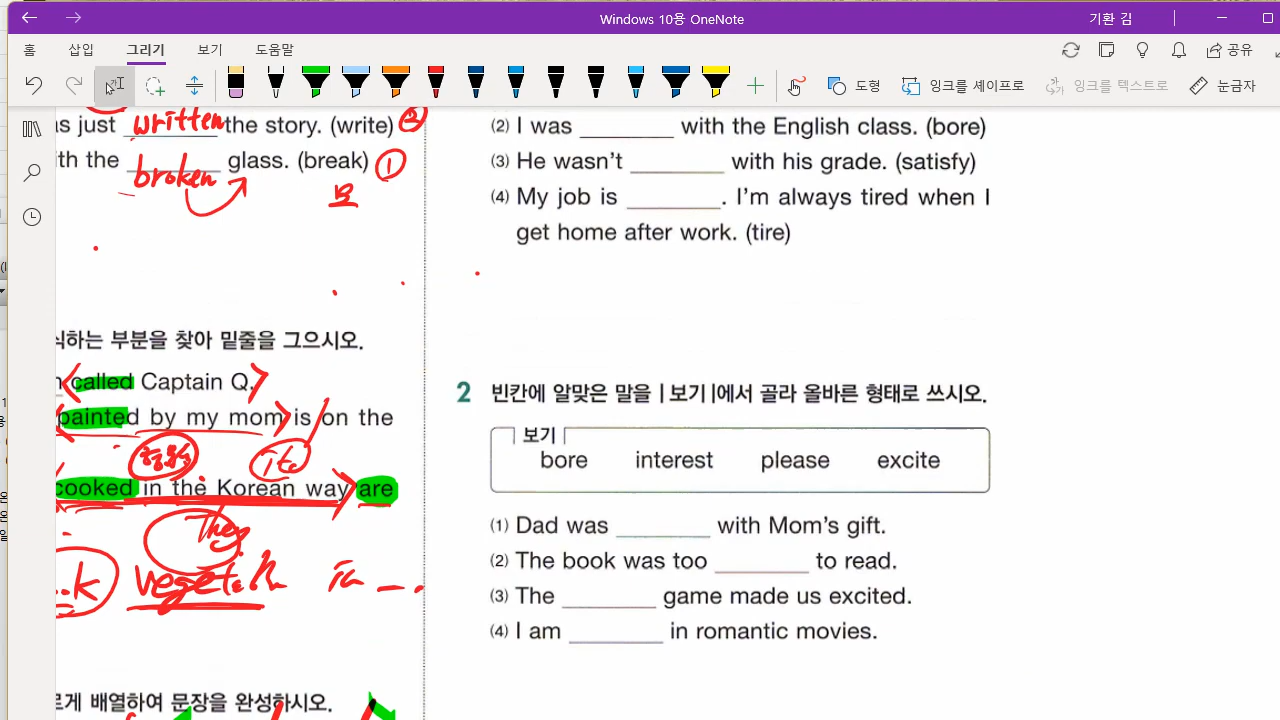 Windows 10용 OneNote
기환 김
홈 삽입 그리기 보기 도움말
공유
도형 잉크를 셰이프로 잉크를 텍스트로 눈금자
s just written the story. (write) ②
ith the broken glass. (break) ①
명
(2) I was ________ with the English class. (bore)
(3) He wasn't ________ with his grade. (satisfy)
(4) My job is ________. I'm always tired when I
get home after work. (tire)
식하는 부분을 찾아 밑줄을 그으시오.
called Captain Q.
painted by my mom is on the
cooked in the Korean way are
They
르게 배열하여 문장을 완성하시오.
2 빈칸에 알맞은 말을 |보기|에서 골라 올바른 형태로 쓰시오.
보기
bore interest please excite
(1) Dad was ________ with Mom's gift.
(2) The book was too ________ to read.
(3) The ________ game made us excited.
(4) I am ________ in romantic movies.